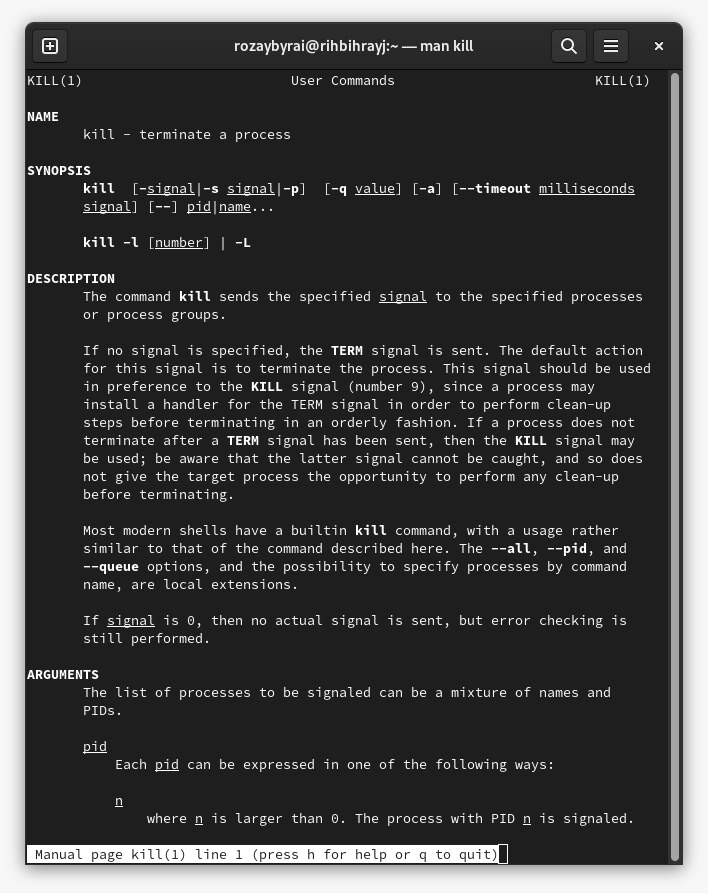 rozaybyrai@rihbihrayj:~ — man kill
KILL(1) User Commands KILL(1)
NAME
kill - terminate a process
SYNOPSIS
kill [-signal|-s signal|-p] [-q value] [-a] [--timeout milliseconds
signal] [--] pid|name...
kill -l [number] | -L
DESCRIPTION
The command kill sends the specified signal to the specified processes
or process groups.
If no signal is specified, the TERM signal is sent. The default action
for this signal is to terminate the process. This signal should be used
in preference to the KILL signal (number 9), since a process may
install a handler for the TERM signal in order to perform clean-up
steps before terminating in an orderly fashion. If a process does not
terminate after a TERM signal has been sent, then the KILL signal may
be used; be aware that the latter signal cannot be caught, and so does
not give the target process the opportunity to perform any clean-up
before terminating.
Most modern shells have a builtin kill command, with a usage rather
similar to that of the command described here. The --all, --pid, and
--queue options, and the possibility to specify processes by command
name, are local extensions.
If signal is 0, then no actual signal is sent, but error checking is
still performed.
ARGUMENTS
The list of processes to be signaled can be a mixture of names and
PIDs.
pid
Each pid can be expressed in one of the following ways:
n
where n is larger than 0. The process with PID n is signaled.
Manual page kill(1) line 1 (press h for help or q to quit)